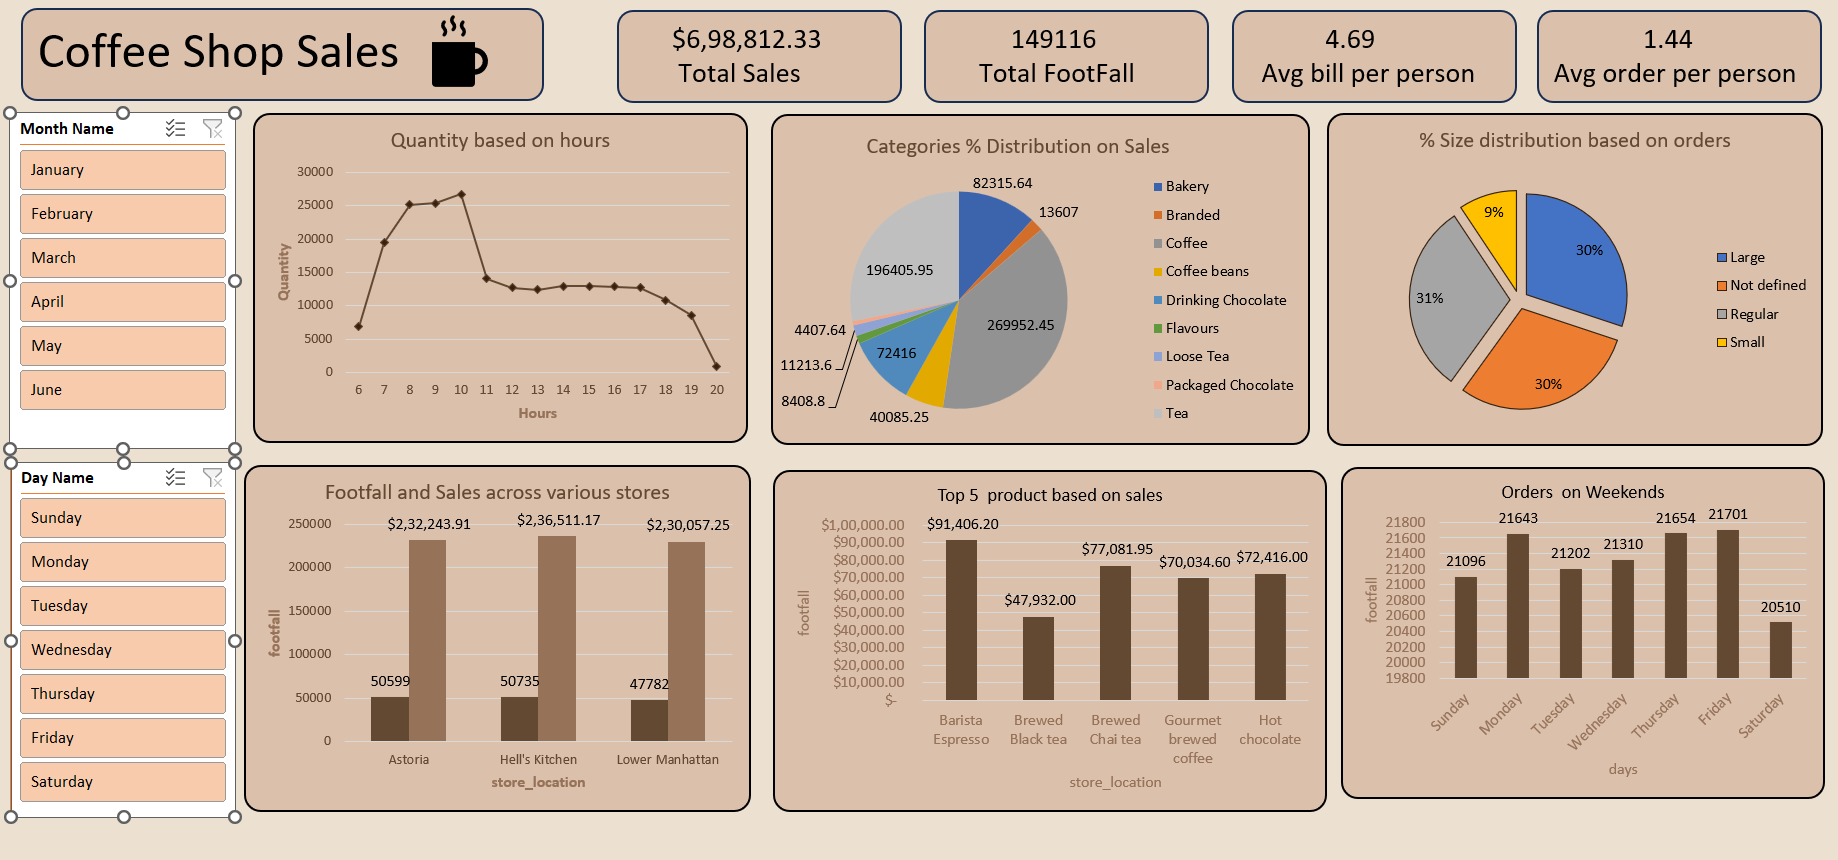 Coffee Shop Sales
$6,98,812.33
Total Sales
149116
Total FootFall
4.69
Avg bill per person
1.44
Avg order per person
Month Name
January
February
March
April
May
June
Quantity based on hours
30000
25000
20000
15000
10000
5000
0
Quantity
6 7 8 9 10 11 12 13 14 15 16 17 18 19 20
Hours
Categories % Distribution on Sales
82315.64
13607
196405.95
269952.45
4407.64
72416
11213.6
8408.8
40085.25
Bakery
Branded
Coffee
Coffee beans
Drinking Chocolate
Flavours
Loose Tea
Packaged Chocolate
Tea
% Size distribution based on orders
9%
30%
31%
30%
Large
Not defined
Regular
Small
Day Name
Sunday
Monday
Tuesday
Wednesday
Thursday
Friday
Saturday
Footfall and Sales across various stores
250000
200000
150000
100000
50000
0
footfall
$2,32,243.91
$2,36,511.17
$2,30,057.25
50599
50735
47782
Astoria
Hell's Kitchen
Lower Manhattan
store_location
Top 5  product based on sales
$1,00,000.00
$90,000.00
$80,000.00
$70,000.00
$60,000.00
$50,000.00
$40,000.00
$30,000.00
$20,000.00
$10,000.00
$-
footfall
$91,406.20
$47,932.00
$77,081.95
$70,034.60
$72,416.00
Barista
Espresso
Brewed
Black tea
Brewed
Chai tea
Gourmet
brewed
coffee
Hot
chocolate
store_location
Orders  on Weekends
21800
21600
21400
21200
21000
20800
20600
20400
20200
20000
19800
footfall
21096
21643
21202
21310
21654
21701
20510
Sunday
Monday
Tuesday
Wednesday
Thursday
Friday
Saturday
days